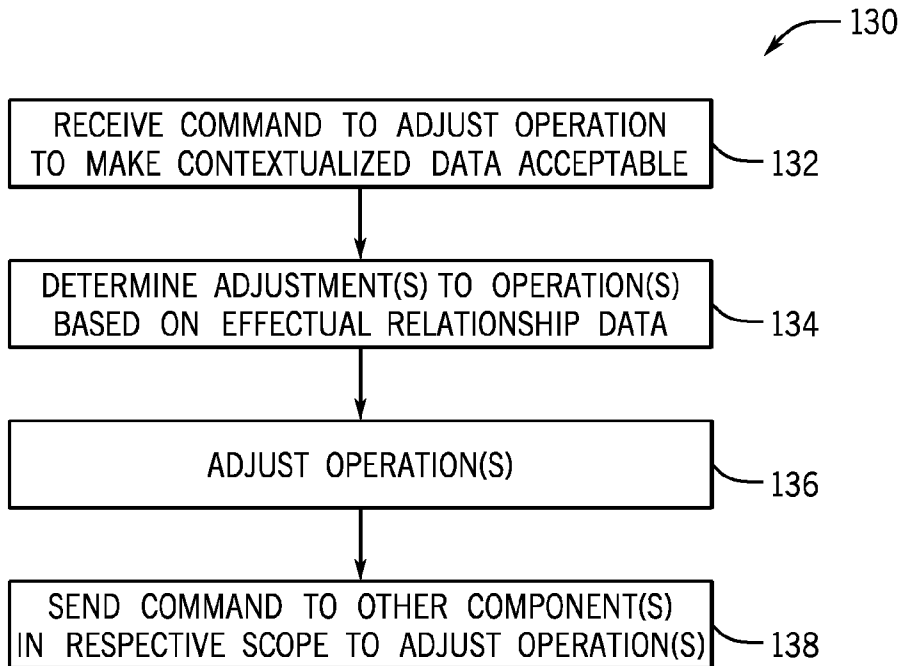 130
RECEIVE COMMAND TO ADJUST OPERATION
TO MAKE CONTEXTUALIZED DATA ACCEPTABLE
132
DETERMINE ADJUSTMENT(S) TO OPERATION(S)
BASED ON EFFECTUAL RELATIONSHIP DATA
134
ADJUST OPERATION(S)
136
SEND COMMAND TO OTHER COMPONENT(S)
IN RESPECTIVE SCOPE TO ADJUST OPERATION(S)
138